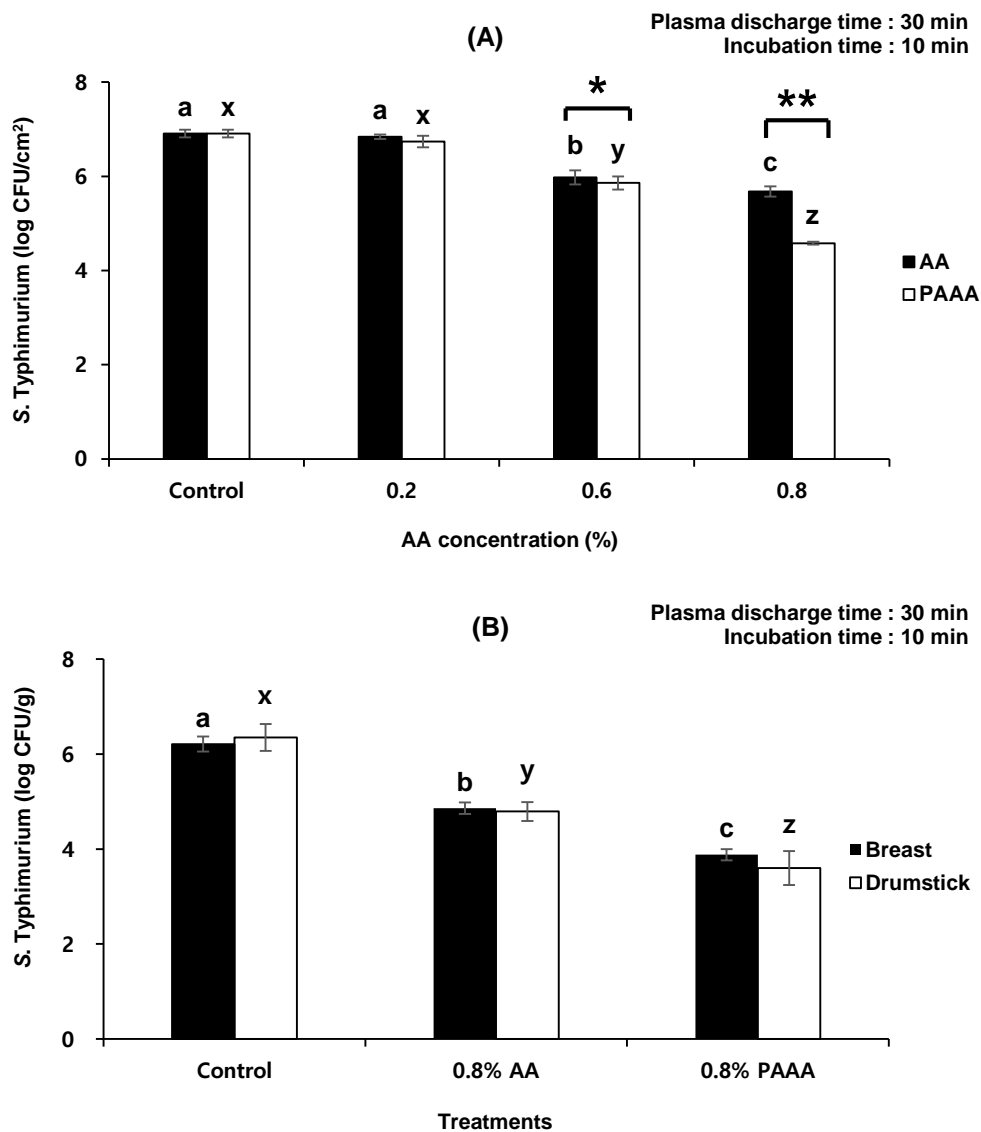 (A)
Plasma discharge time : 30 min
Incubation time : 10 min
S. Typhimurium (log CFU/cm²)
8
6
4
2
0
a x a x b y c z
* **
Control 0.2 0.6 0.8
AA concentration (%)
AA
PAAA
(B)
Plasma discharge time : 30 min
Incubation time : 10 min
S. Typhimurium (log CFU/g)
8
6
4
2
0
a x b y c z
Control 0.8% AA 0.8% PAAA
Treatments
Breast
Drumstick